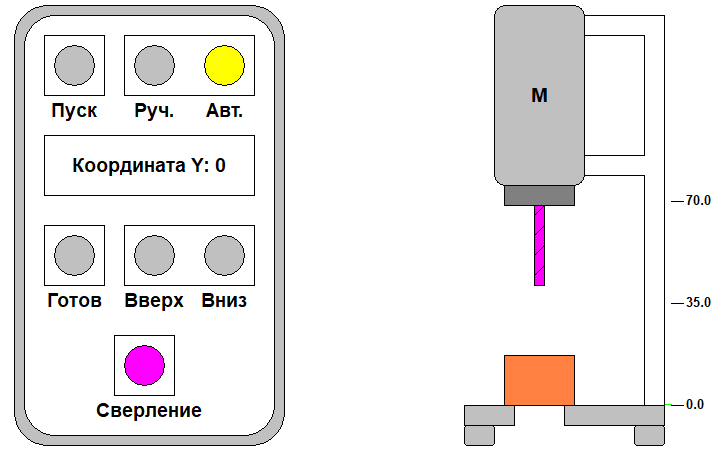 Пуск Руч. Авт.
Координата Y: 0
Готов Вверх Вниз
Сверление
М
70.0
35.0
0.0